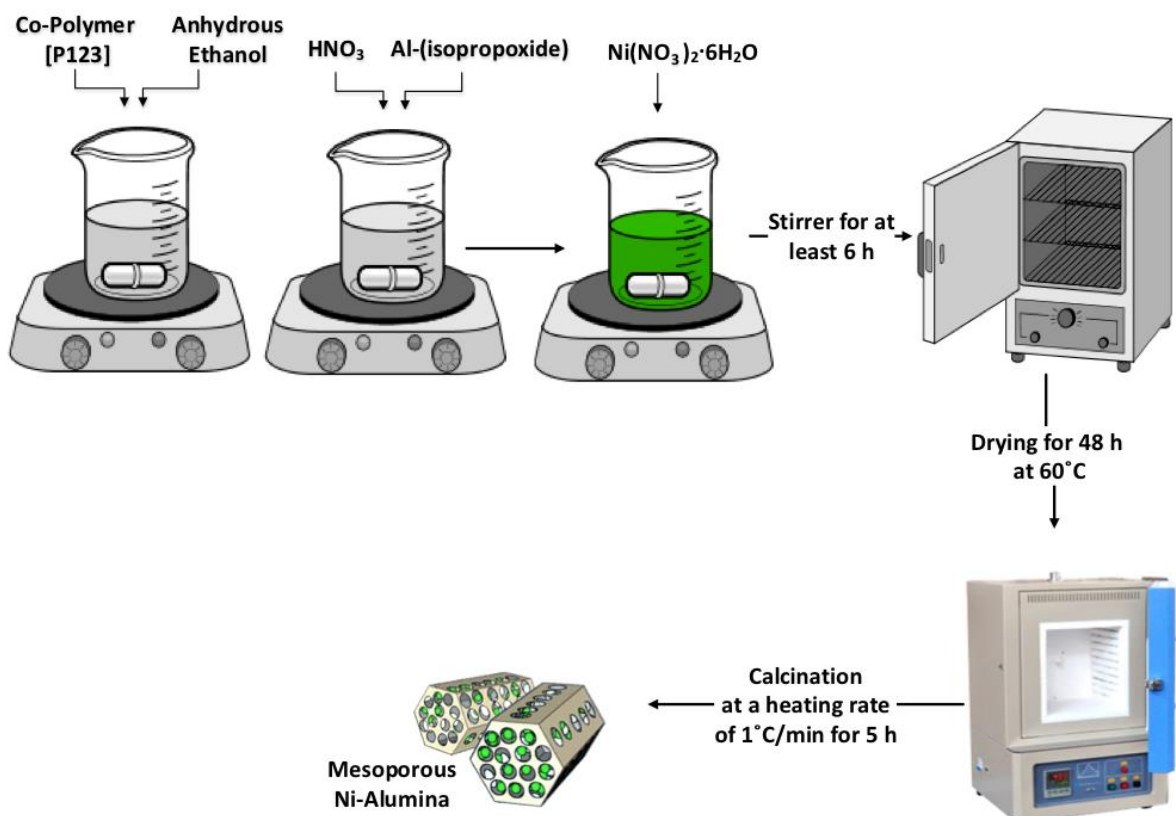 Co-Polymer
[P123]
Anhydrous
Ethanol
HNO₃
Al-(isopropoxide)
Ni(NO₃)₂·6H₂O
Stirrer for at
least 6 h
Drying for 48 h
at 60˚C
Calcination
at a heating rate
of 1˚C/min for 5 h
Mesoporous
Ni-Alumina